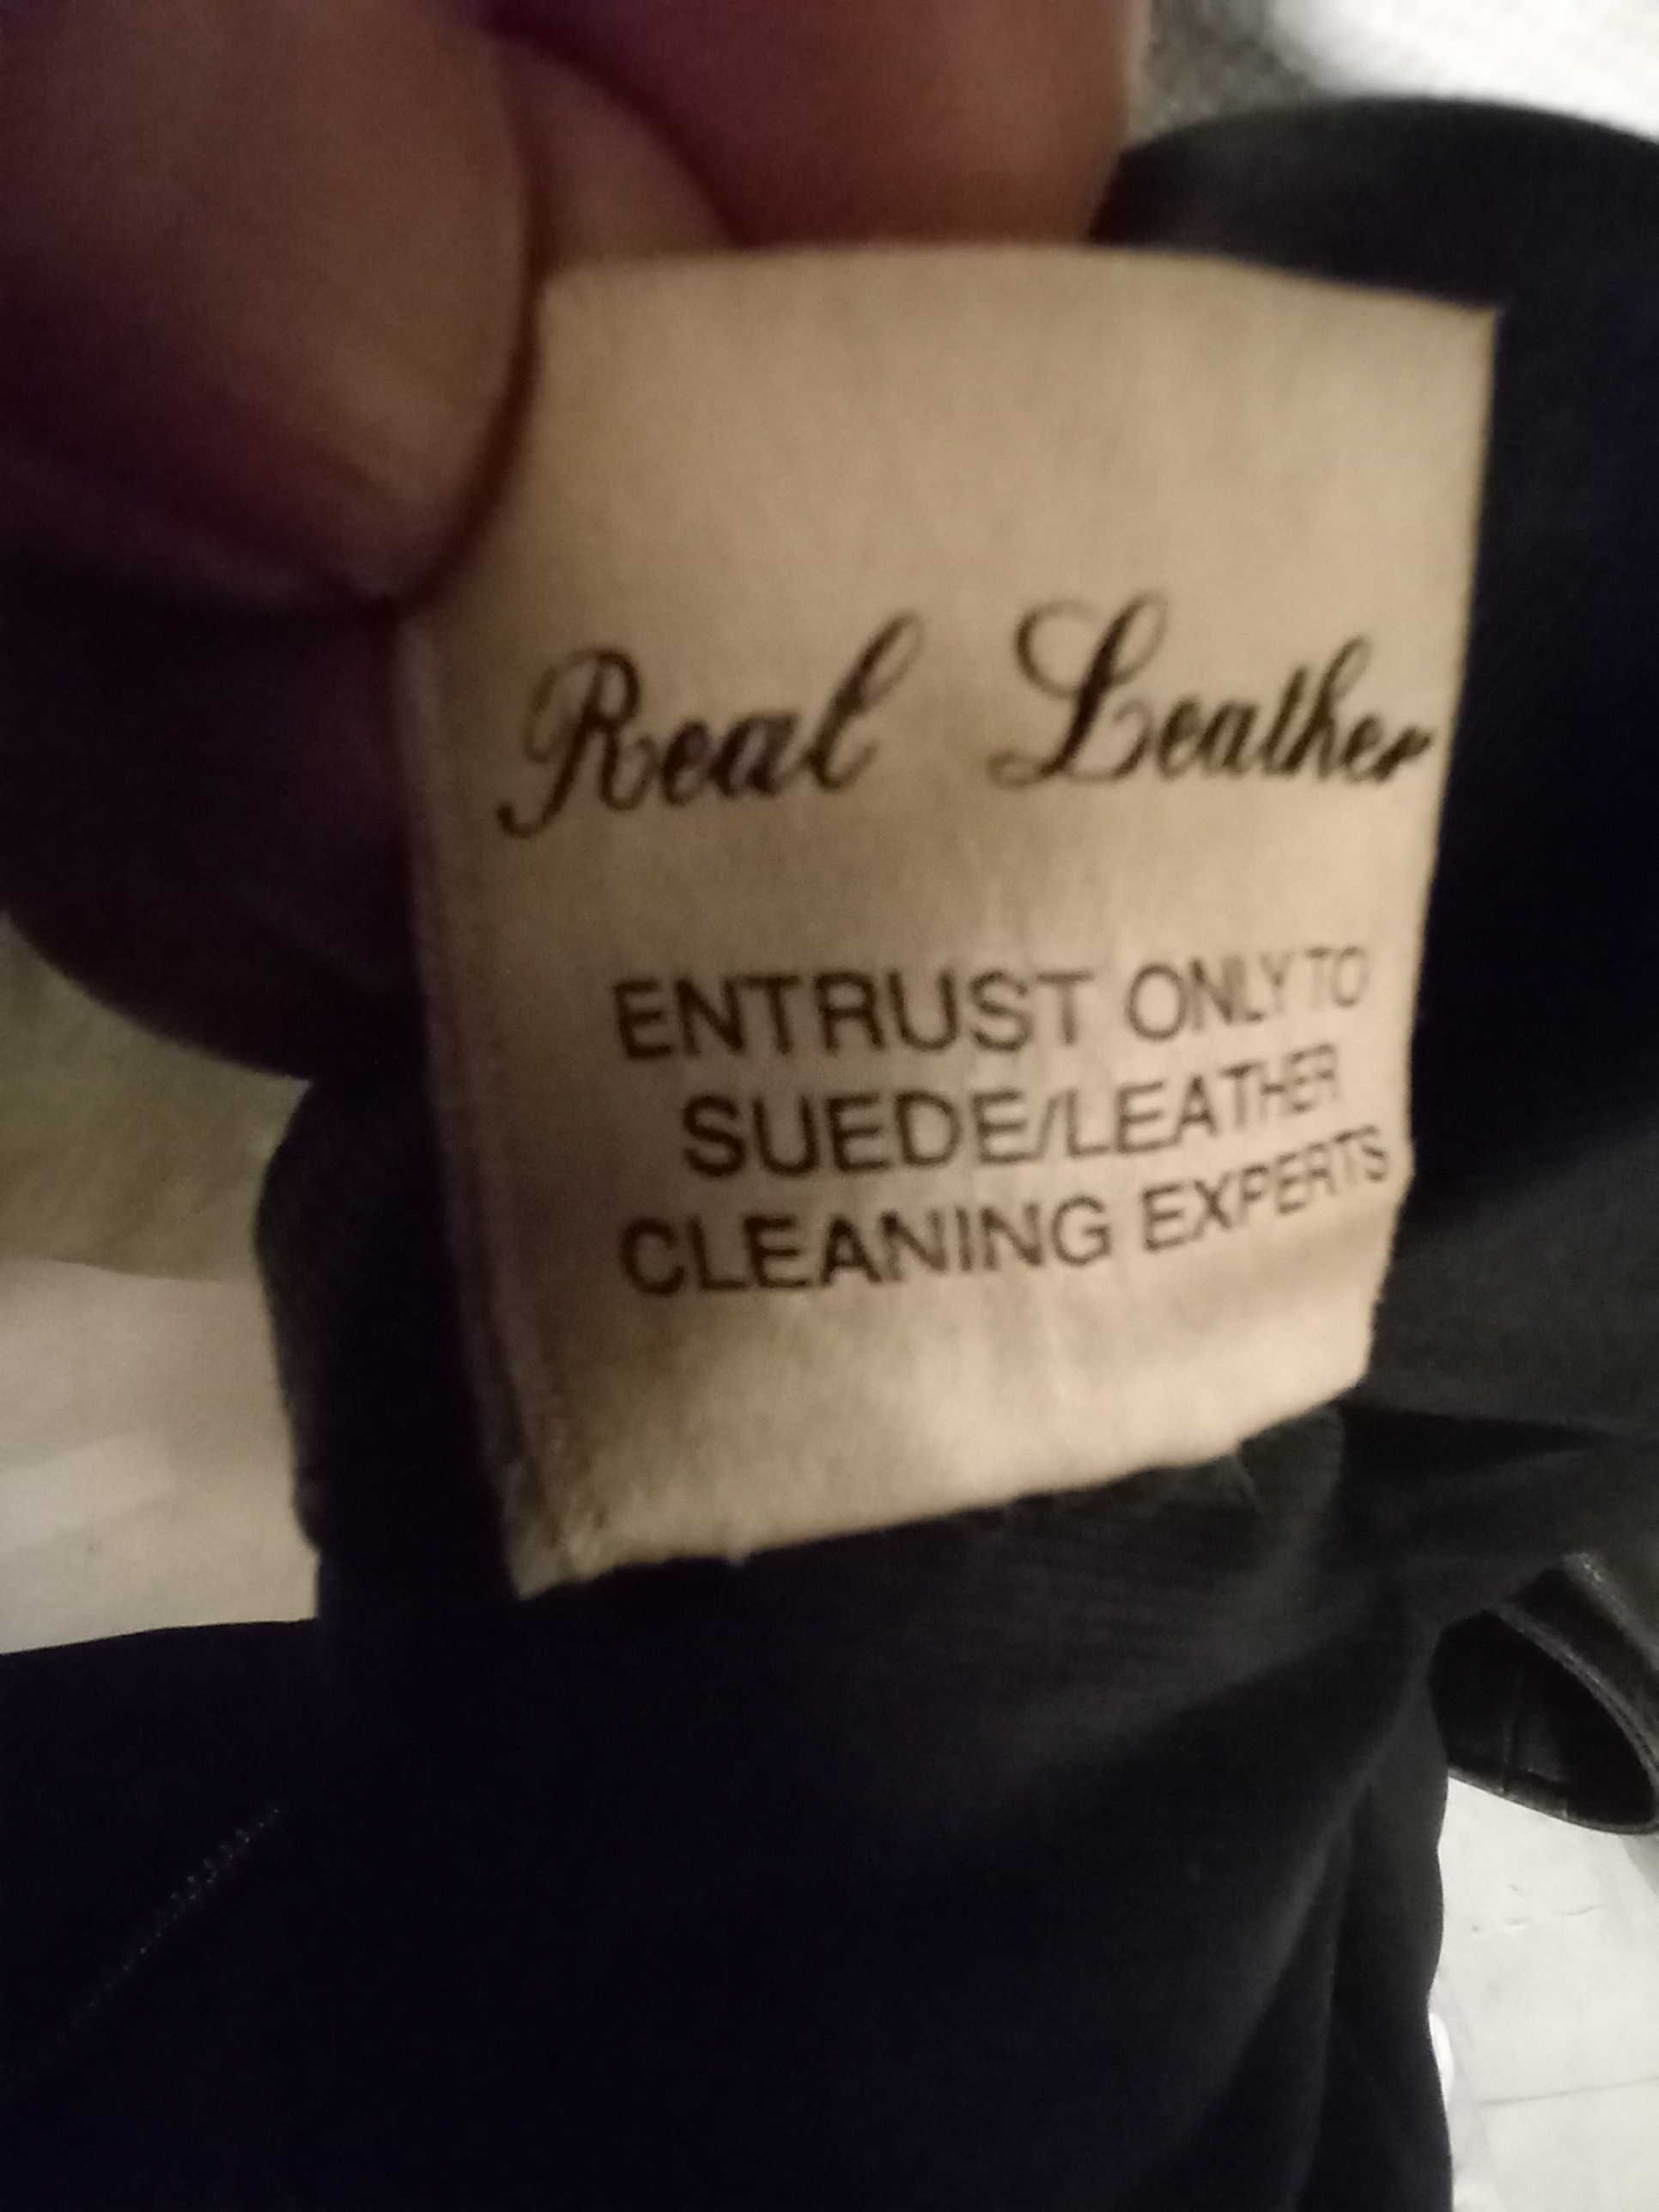 Real Leather
ENTRUST ONLY TO
SUEDE/LEATHER
CLEANING EXPERTS